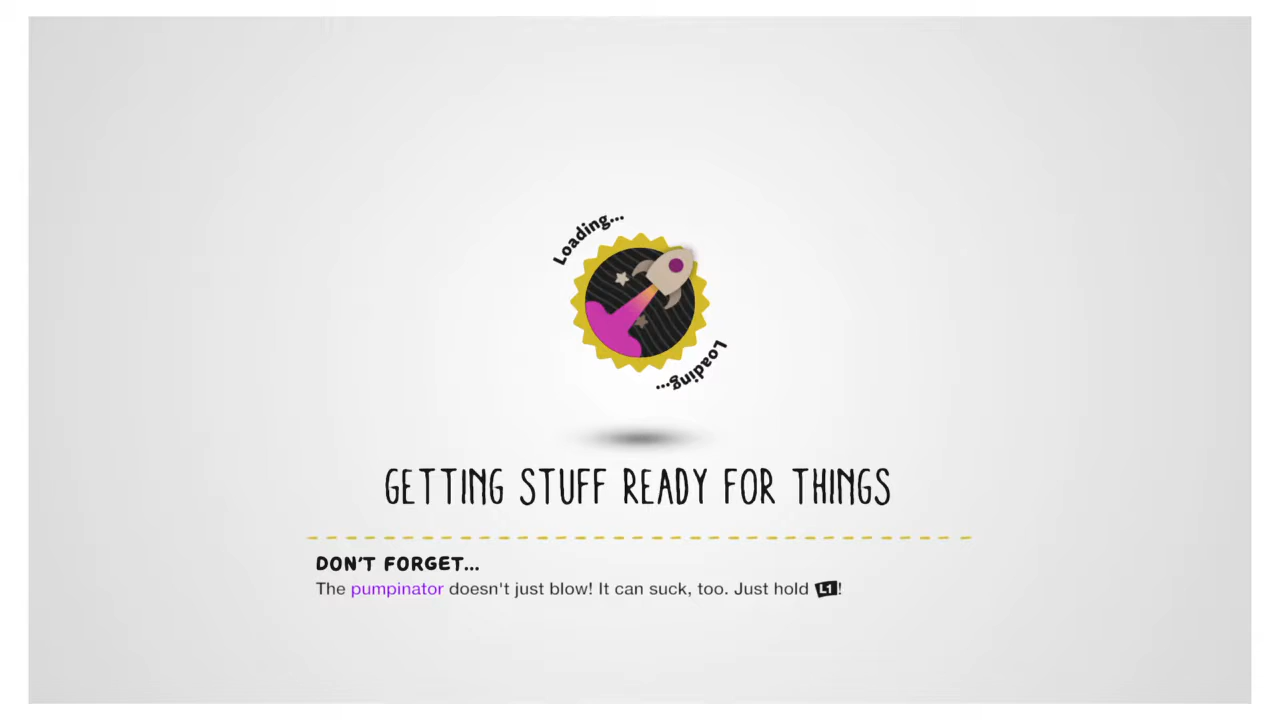 Loading...
Loading...
GETTING STUFF READY FOR THINGS
DON'T FORGET...
The pumpinator doesn't just blow! It can suck, too. Just hold L1!